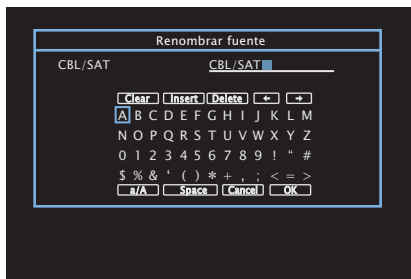 Renombrar fuente
CBL/SAT CBL/SAT
Clear Insert Delete ← →
A B C D E F G H I J K L M
N O P Q R S T U V W X Y Z
0 1 2 3 4 5 6 7 8 9 ! “ #
$ % & ‘ ( ) * + , ; < = >
a/A Space Cancel OK